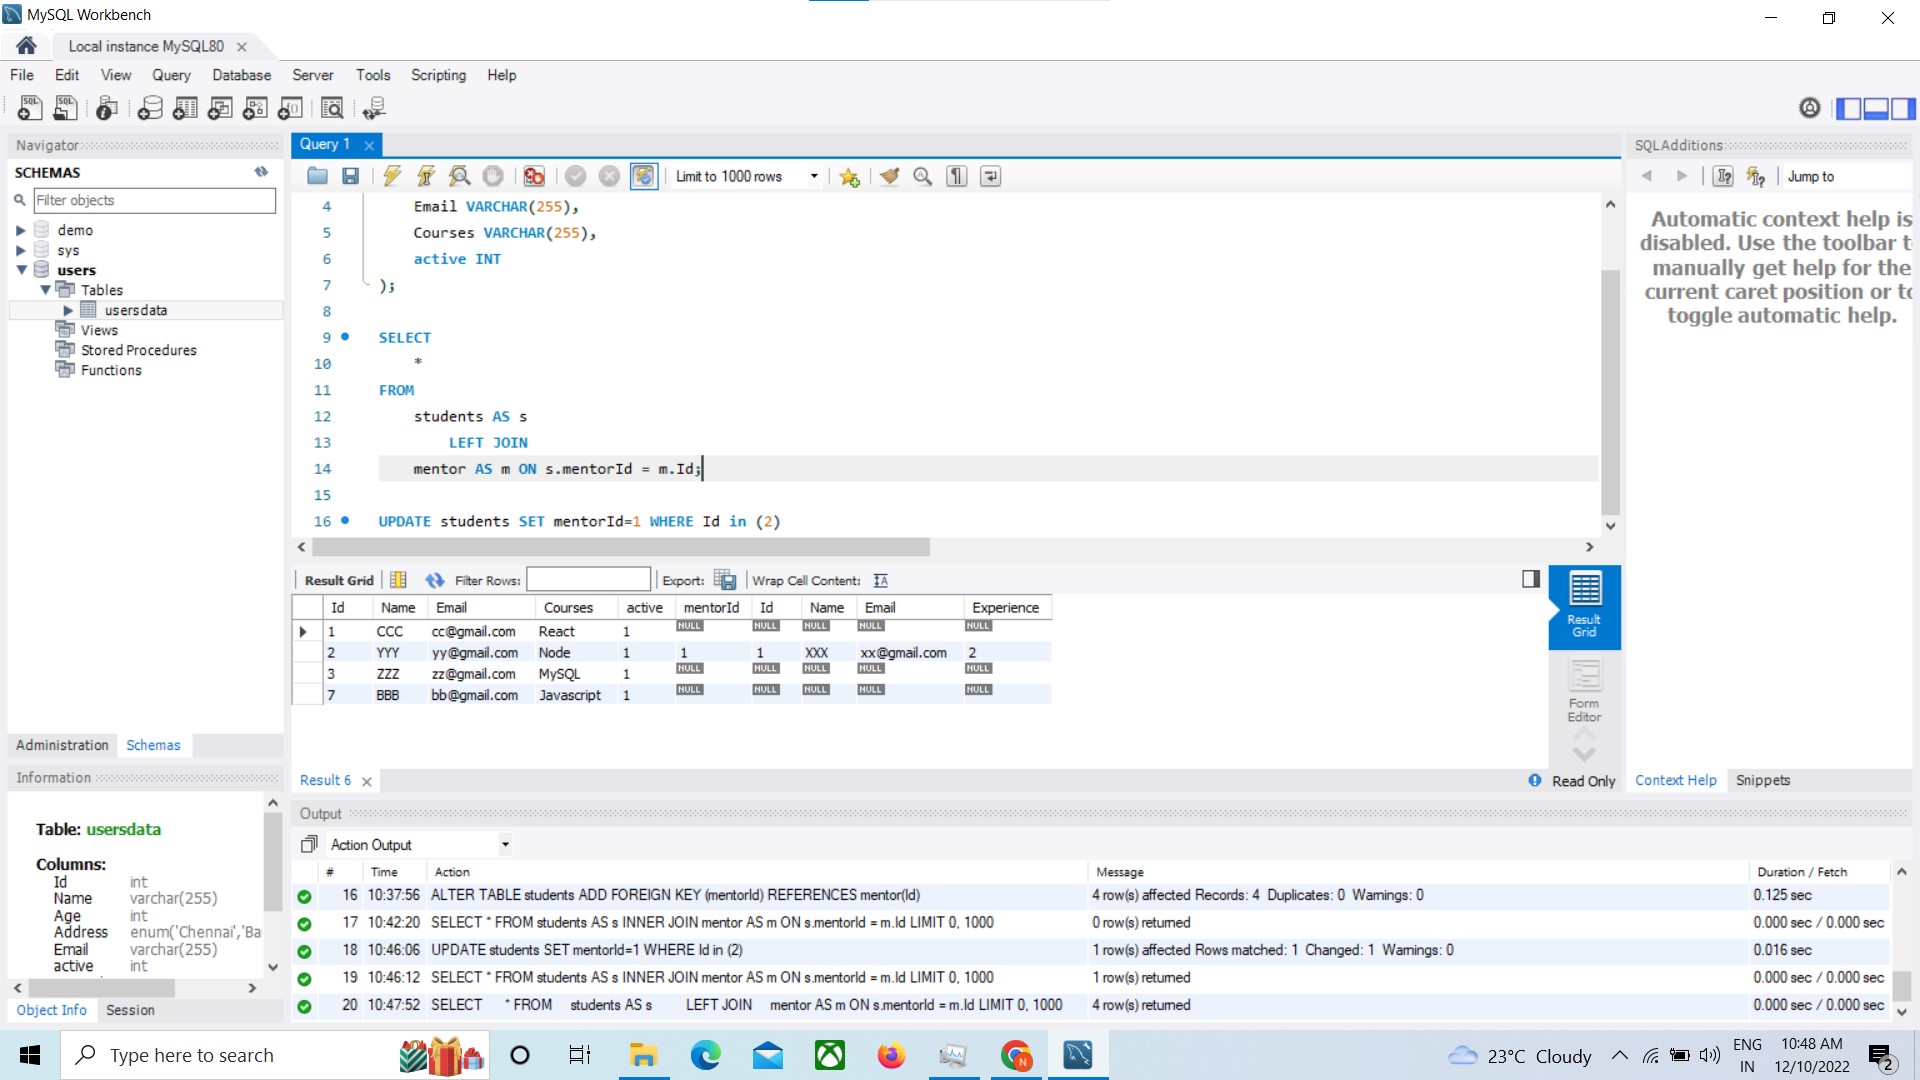 MySQL Workbench
Local instance MySQL80
File Edit View Query Database Server Tools Scripting Help
Navigator
SCHEMAS
Filter objects
demo
sys
users
Tables
usersdata
Views
Stored Procedures
Functions
Administration Schemas
Information
Table: usersdata
Columns:
Id int
Name varchar(255)
Age int
Address enum('Chennai','Ba
Email varchar(255)
active int
Object Info Session
Query 1
Limit to 1000 rows
4 Email VARCHAR(255),
5 Courses VARCHAR(255),
6 active INT
7 );
8
9 SELECT
10 *
11 FROM
12 students AS s
13 LEFT JOIN
14 mentor AS m ON s.mentorId = m.Id;
15
16 UPDATE students SET mentorId=1 WHERE Id in (2)
Result Grid Filter Rows: Export: Wrap Cell Content:
Id Name Email Courses active mentorId Id Name Email Experience
1 CCC cc@gmail.com React 1 NULL NULL NULL NULL NULL
2 YYY yy@gmail.com Node 1 1 1 XXX xx@gmail.com 2
3 ZZZ zz@gmail.com MySQL 1 NULL NULL NULL NULL NULL
7 BBB bb@gmail.com Javascript 1 NULL NULL NULL NULL NULL
Result
Grid
Form
Editor
Result 6
Read Only
SQLAdditions
Jump to
Automatic context help is
disabled. Use the toolbar t
manually get help for the
current caret position or to
toggle automatic help.
Context Help Snippets
Output
Action Output
# Time Action Message Duration / Fetch
16 10:37:56 ALTER TABLE students ADD FOREIGN KEY (mentorId) REFERENCES mentor(Id) 4 row(s) affected Records: 4 Duplicates: 0 Warnings: 0 0.125 sec
17 10:42:20 SELECT * FROM students AS s INNER JOIN mentor AS m ON s.mentorId = m.Id LIMIT 0, 1000 0 row(s) returned 0.000 sec / 0.000 sec
18 10:46:06 UPDATE students SET mentorId=1 WHERE Id in (2) 1 row(s) affected Rows matched: 1 Changed: 1 Warnings: 0 0.016 sec
19 10:46:12 SELECT * FROM students AS s INNER JOIN mentor AS m ON s.mentorId = m.Id LIMIT 0, 1000 1 row(s) returned 0.000 sec / 0.000 sec
20 10:47:52 SELECT * FROM students AS s LEFT JOIN mentor AS m ON s.mentorId = m.Id LIMIT 0, 1000 4 row(s) returned 0.000 sec / 0.000 sec
Type here to search
23°C Cloudy
ENG
IN
10:48 AM
12/10/2022
2